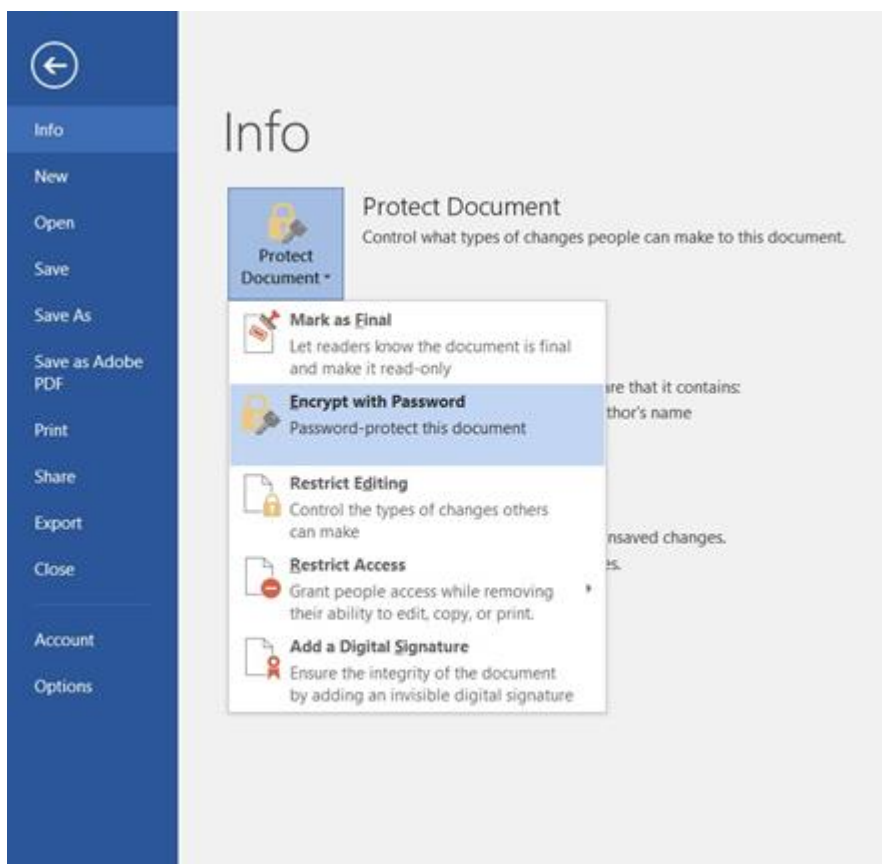 Info
New
Open
Save
Save As
Save as Adobe
PDF
Print
Share
Export
Close
Account
Options
Info
Protect
Document
Protect Document
Control what types of changes people can make to this document.
Mark as Final
Let readers know the document is final
and make it read-only
Encrypt with Password
Password-protect this document
Restrict Editing
Control the types of changes others
can make
Restrict Access
Grant people access while removing
their ability to edit, copy, or print.
Add a Digital Signature
Ensure the integrity of the document
by adding an invisible digital signature
that it contains:
name
changes.